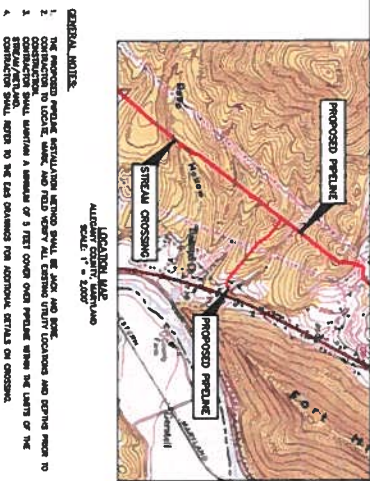 PROPOSED PIPELINE
STREAM CROSSING
PROPOSED PIPELINE
Hollow
Fort
MARYLAND
LOCATION MAP
ALLEGANY COUNTY, MARYLAND
SCALE: 1" = 2,000'
GENERAL NOTES:
1. THE PROPOSED PIPELINE INSTALLATION METHOD SHALL BE JACK AND BORE.
2. CONTRACTOR TO LOCATE, MARK, AND FIELD VERIFY ALL EXISTING UTILITY LOCATIONS AND DEPTHS PRIOR TO
CONSTRUCTION.
3. CONTRACTOR SHALL MAINTAIN A MINIMUM OF 5 FEET COVER OVER PIPELINE WITHIN THE LIMITS OF THE
STREAM/WETLAND.
4. CONTRACTOR SHALL REFER TO THE E&S DRAWINGS FOR ADDITIONAL DETAILS ON CROSSING.